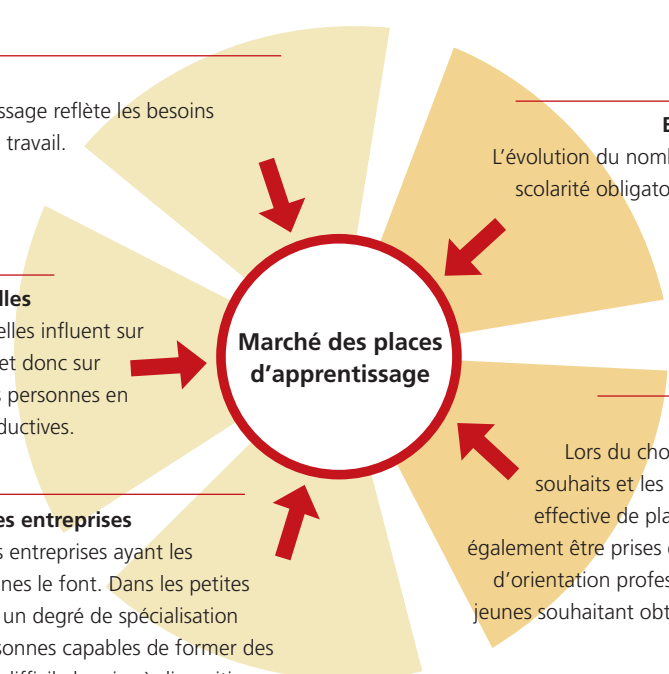 ssage reflète les besoins
travail.
lles
elles influent sur
et donc sur
s personnes en
ductives.
es entreprises
s entreprises ayant les
nes le font. Dans les petites
un degré de spécialisation
sonnes capables de former des
Marché des places
d'apprentissage
E
L'évolution du nomb
scolarité obligato
Lors du cho
souhaits et les
effective de pla
également être prises
d'orientation profes
jeunes souhaitant obt